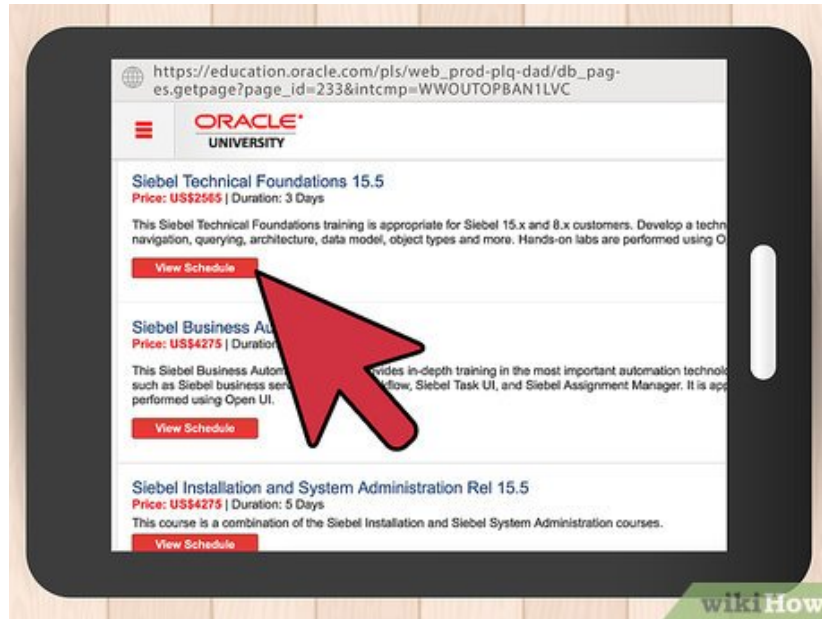 https://education.oracle.com/pls/web_prod-plq-dad/db_pag-
es.getpage?page_id=233&intcmp=WWOUTOPBAN1LVC
ORACLE
UNIVERSITY
Siebel Technical Foundations 15.5
Price: US$2565 | Duration: 3 Days
This Siebel Technical Foundations training is appropriate for Siebel 15.x and 8.x customers. Develop a techn
navigation, querying, architecture, data model, object types and more. Hands-on labs are performed using O
View Schedule
Siebel Business Au
Price: US$4275 | Duration
This Siebel Business Autom vides in-depth training in the most important automation technolo
such as Siebel business serv kflow, Siebel Task UI, and Siebel Assignment Manager. It is app
performed using Open UI.
View Schedule
Siebel Installation and System Administration Rel 15.5
Price: US$4275 | Duration: 5 Days
This course is a combination of the Siebel Installation and Siebel System Administration courses.
View Schedule
wikiHow